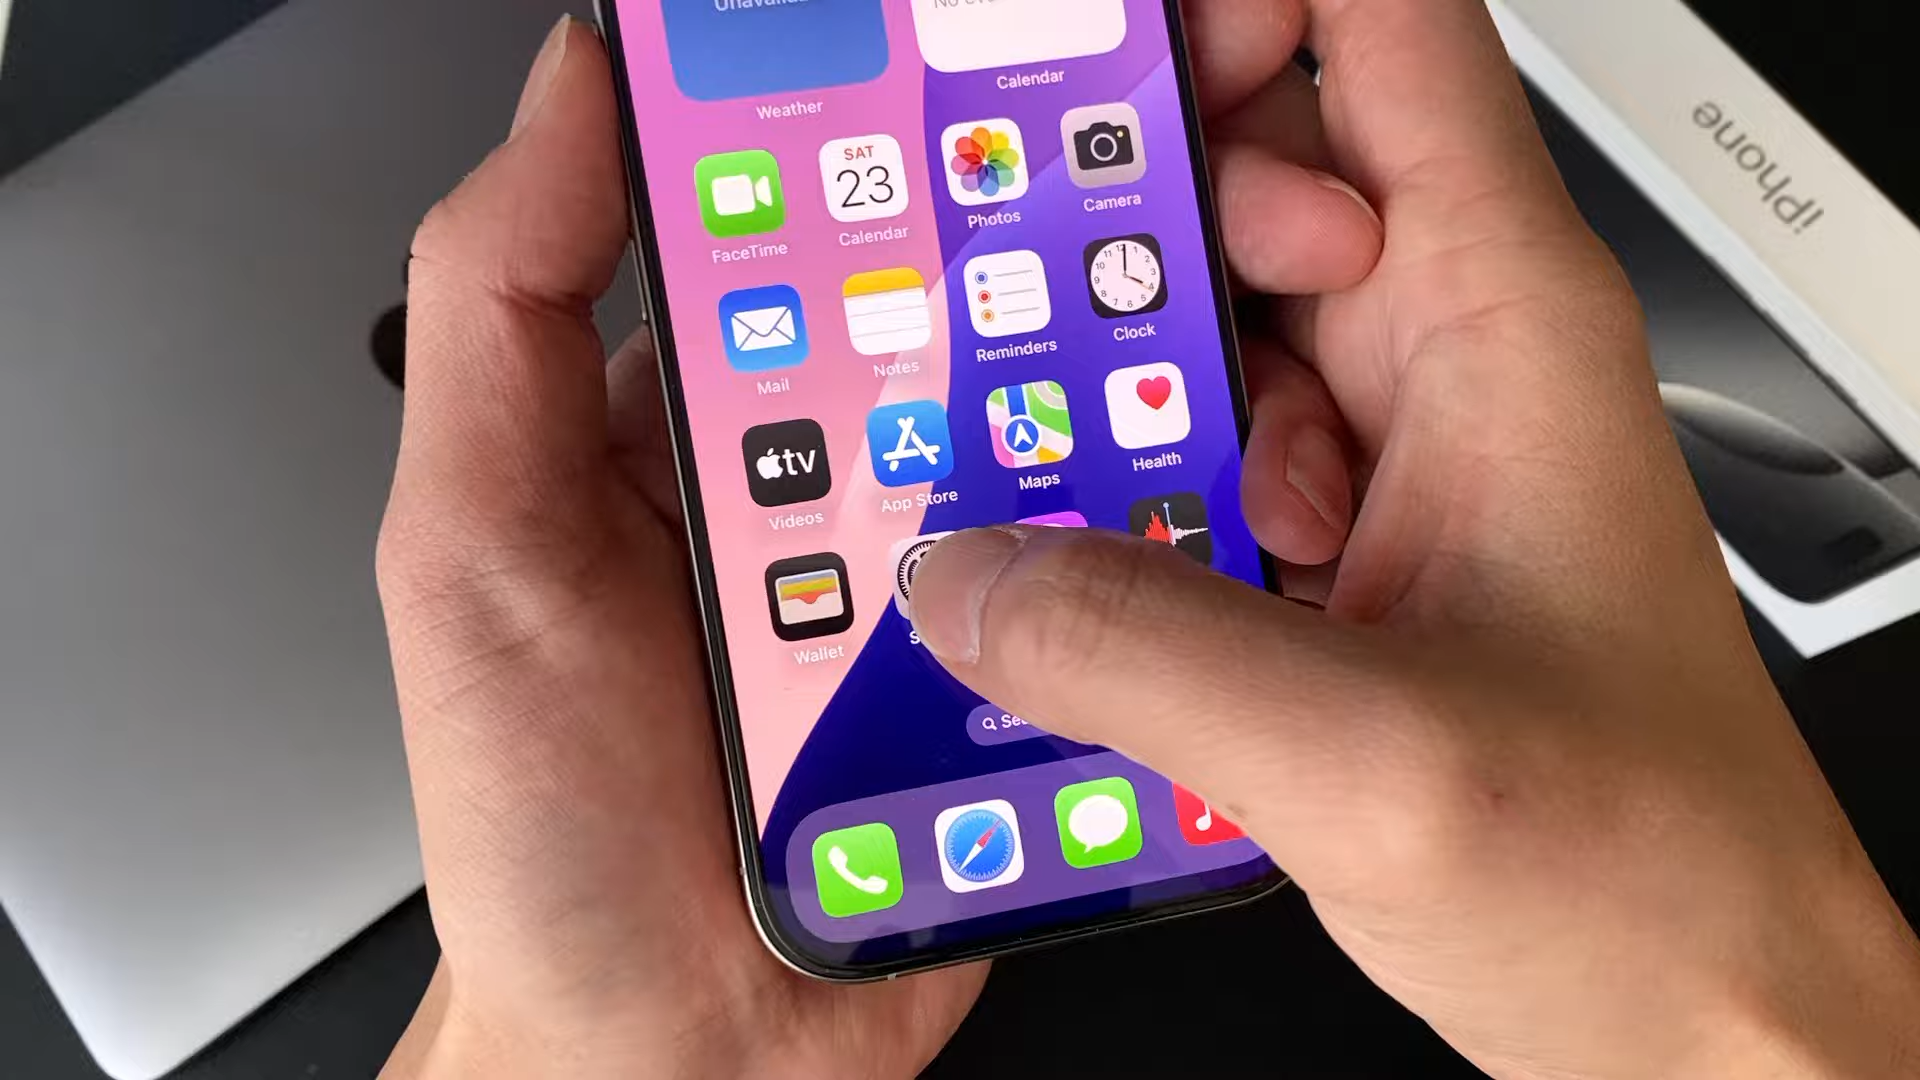 Calendar
Weather
SAT
23
FaceTime
Calendar
Photos
Camera
Mail
Notes
Reminders
Clock
tv
Videos
App Store
Maps
Health
Wallet
iPhone